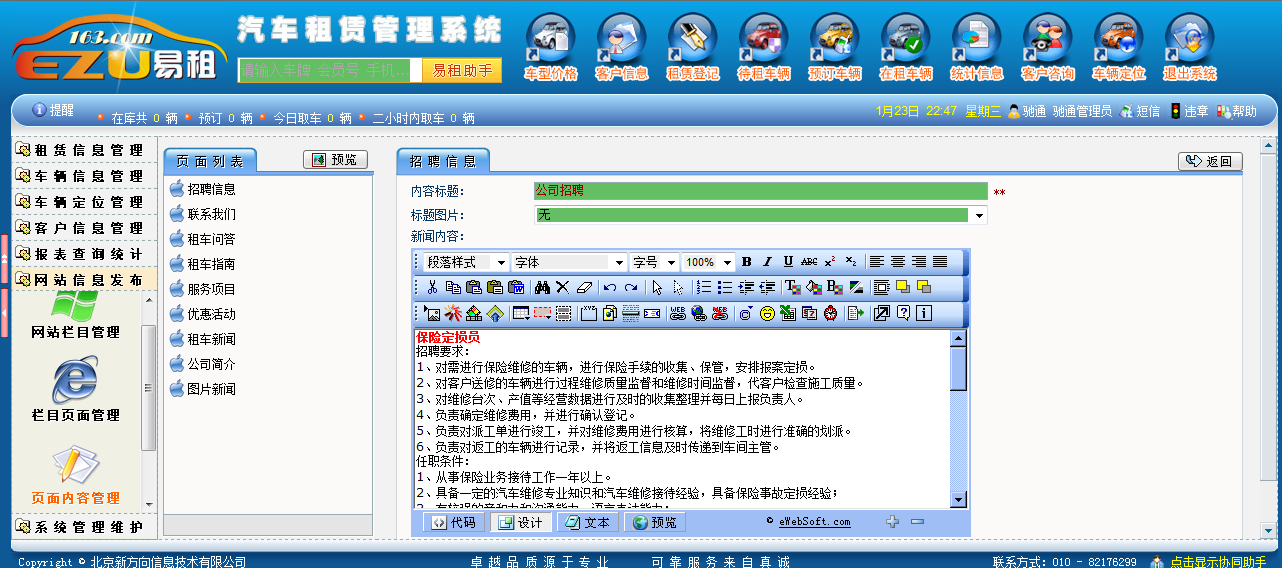 163.com
EZU易租
汽车租赁管理系统
请输入车牌 会员号 手机... 易租助手
车型价格 客户信息 租赁登记 待租车辆 预订车辆 在租车辆 统计信息 客户咨询 车辆定位 退出系统
提醒 在库共 0 辆 预订 0 辆 今日取车 0 辆 二小时内取车 0 辆
1月23日 22:47 星期三 驰通 驰通管理员 短信 违章 帮助
租赁信息管理
车辆信息管理
车辆定位管理
客户信息管理
报表查询统计
网站信息发布
网站栏目管理
栏目页面管理
页面内容管理
系统管理维护
页面列表 预览
招聘信息
联系我们
租车问答
租车指南
服务项目
优惠活动
租车新闻
公司简介
图片新闻
招聘信息 返回
内容标题: 公司招聘 **
标题图片: 无
新闻内容:
段落样式 字体 字号 100% B I U ABC x² x₂
保险定损员
招聘要求:
1、对需进行保险维修的车辆，进行保险手续的收集、保管，安排报案定损。
2、对客户送修的车辆进行过程维修质量监督和维修时间监督，代客户检查施工质量。
3、对维修台次、产值等经营数据进行及时的收集整理并每日上报负责人。
4、负责确定维修费用，并进行确认登记。
5、负责对派工单进行竣工，并对维修费用进行核算，将维修工时进行准确的划派。
6、负责对返工的车辆进行记录，并将返工信息及时传递到车间主管。
任职条件:
1、从事保险业务接待工作一年以上。
2、具备一定的汽车维修专业知识和汽车维修接待经验，具备保险事故定损经验;
代码 设计 文本 预览 © eWebSoft.com
Copyright © 北京新方向信息技术有限公司 卓越品质源于专业 可靠服务来自真诚 联系方式: 010 - 82176299 点击显示协同助手